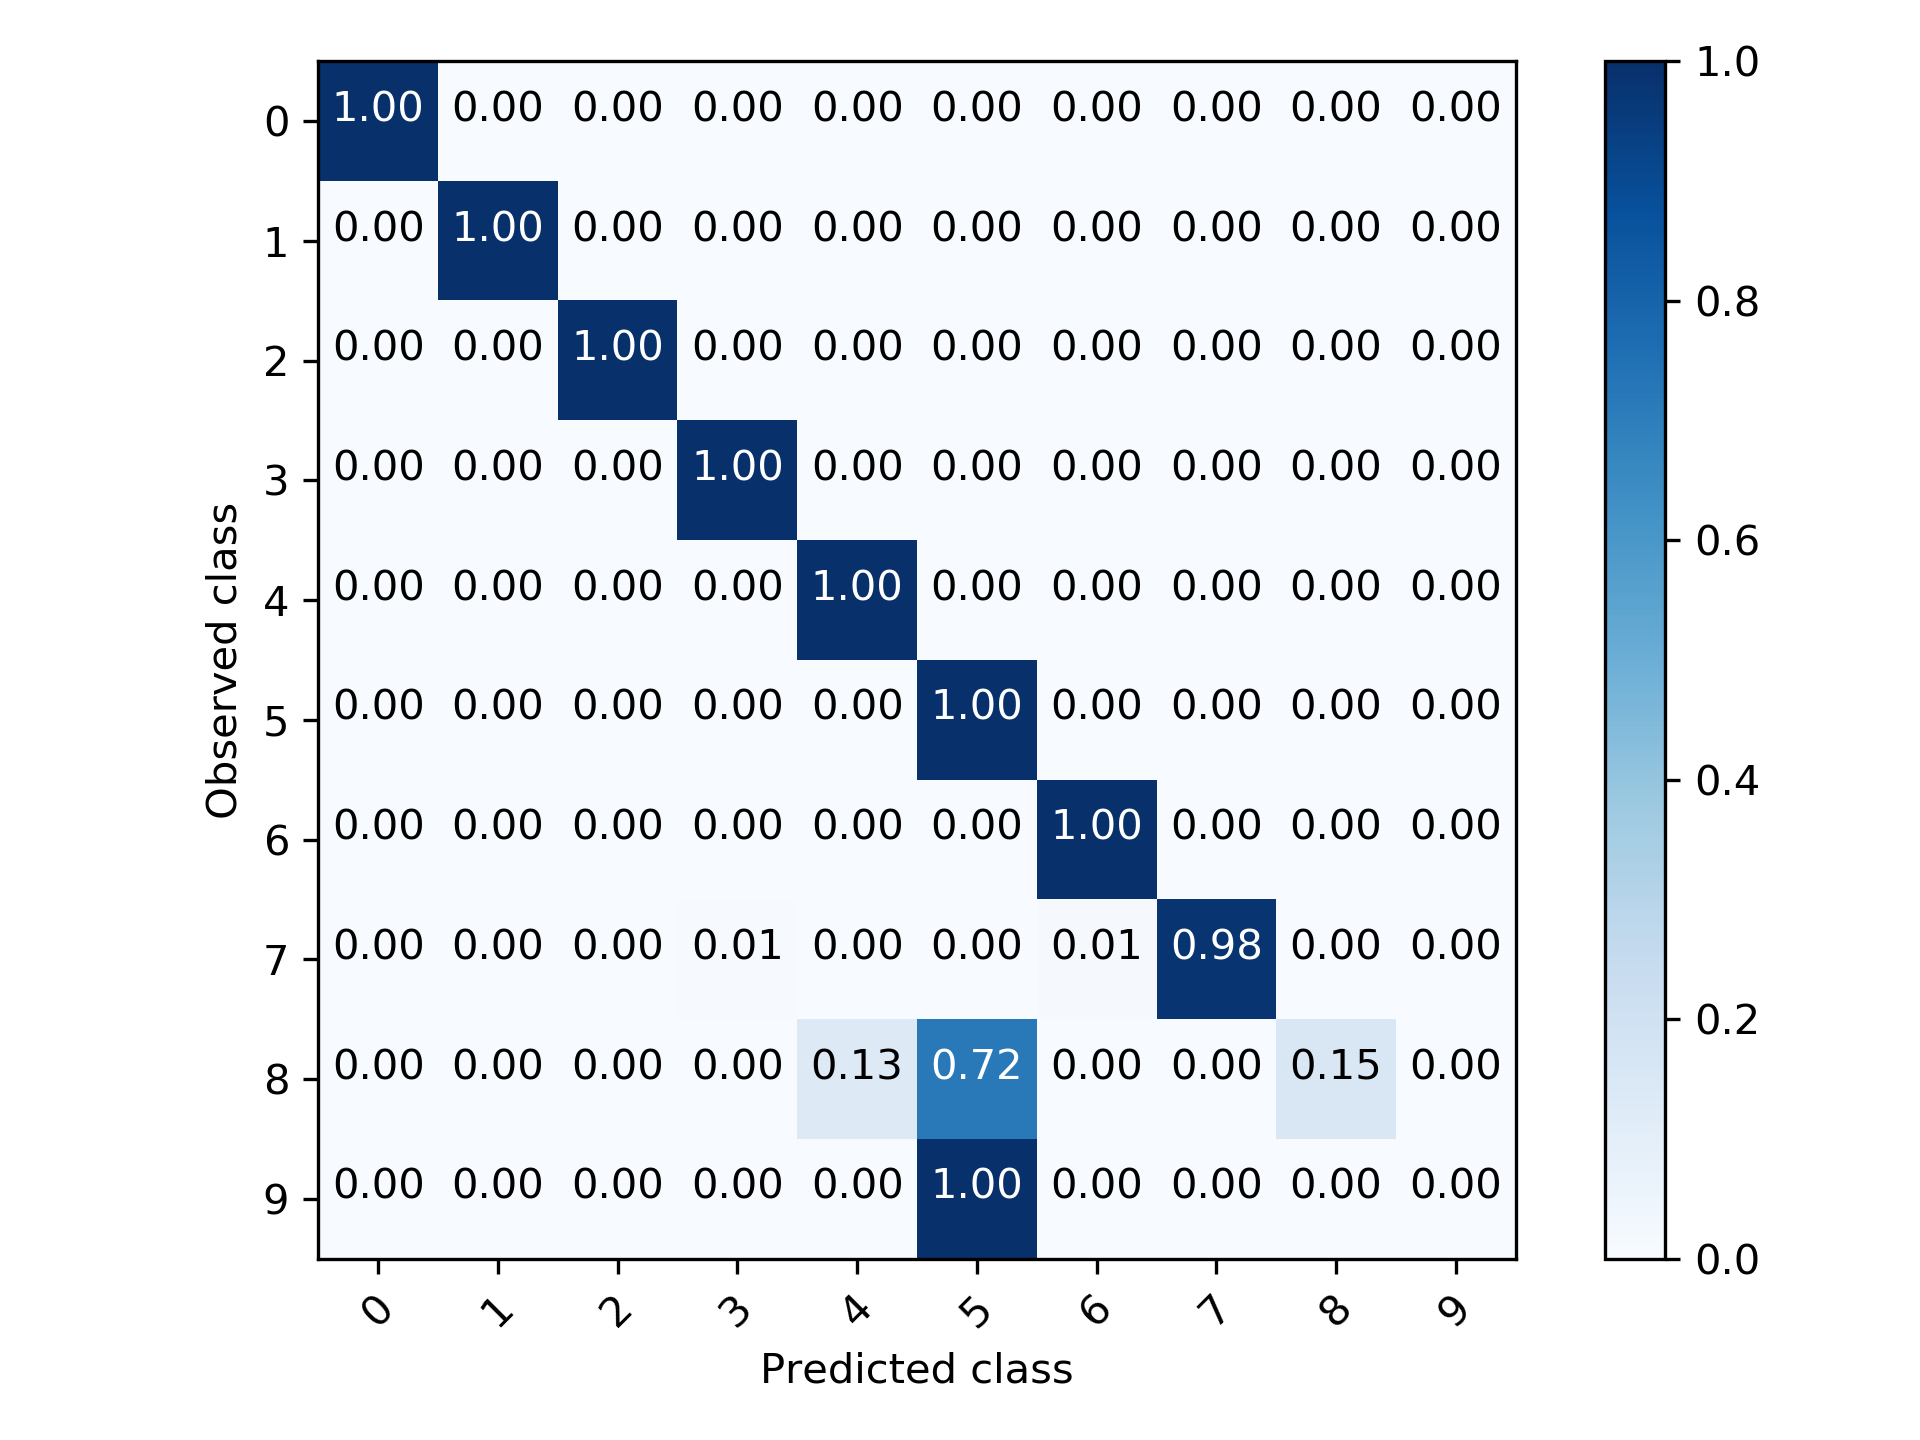 0 1.00 0.00 0.00 0.00 0.00 0.00 0.00 0.00 0.00 0.00
1 0.00 1.00 0.00 0.00 0.00 0.00 0.00 0.00 0.00 0.00
2 0.00 0.00 1.00 0.00 0.00 0.00 0.00 0.00 0.00 0.00
3 0.00 0.00 0.00 1.00 0.00 0.00 0.00 0.00 0.00 0.00
4 0.00 0.00 0.00 0.00 1.00 0.00 0.00 0.00 0.00 0.00
5 0.00 0.00 0.00 0.00 0.00 1.00 0.00 0.00 0.00 0.00
6 0.00 0.00 0.00 0.00 0.00 0.00 1.00 0.00 0.00 0.00
7 0.00 0.00 0.00 0.01 0.00 0.00 0.01 0.98 0.00 0.00
8 0.00 0.00 0.00 0.00 0.13 0.72 0.00 0.00 0.15 0.00
9 0.00 0.00 0.00 0.00 0.00 1.00 0.00 0.00 0.00 0.00
0 1 2 3 4 5 6 7 8 9
Predicted class
Observed class
1.0
0.8
0.6
0.4
0.2
0.0